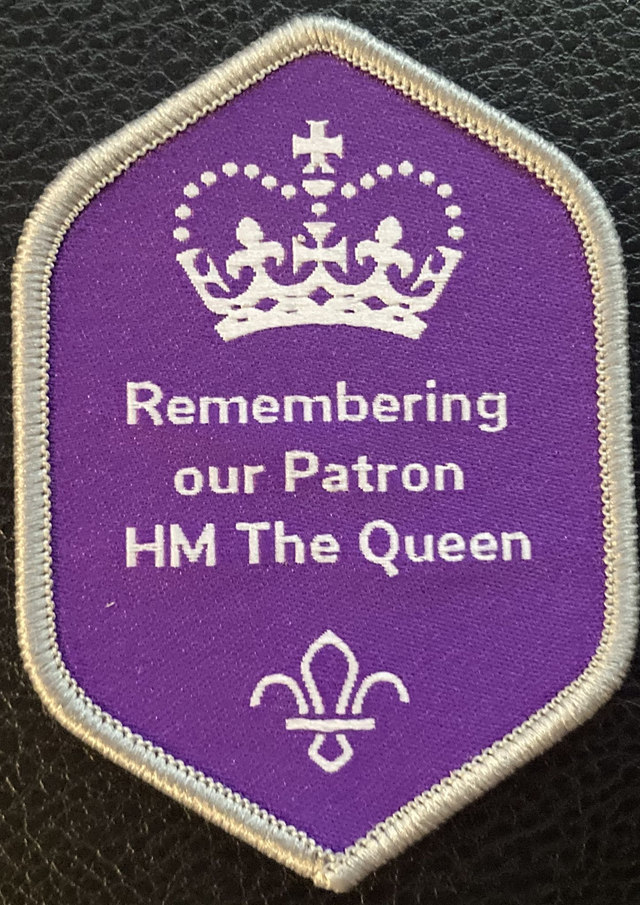 Remembering
our Patron
HM The Queen